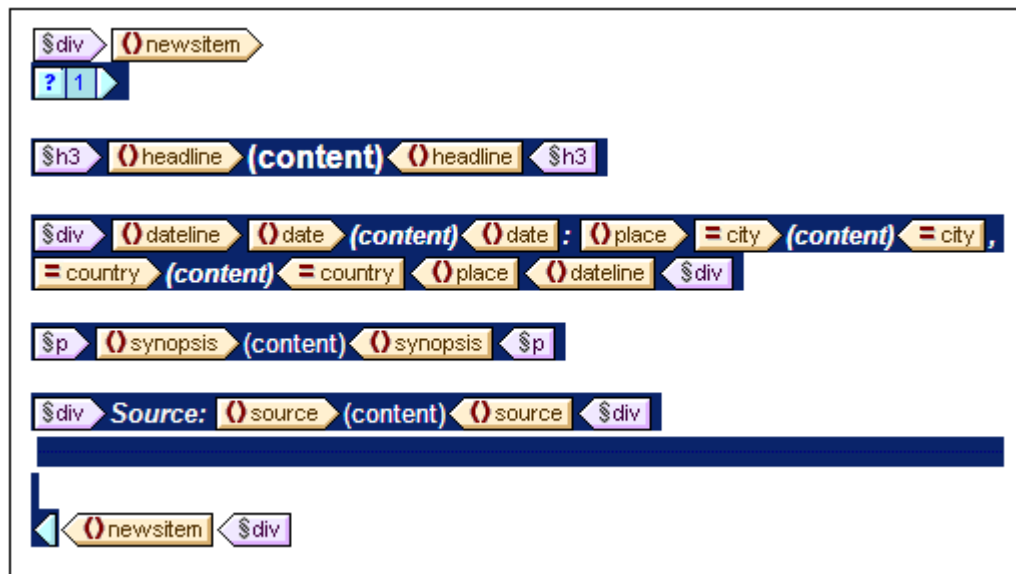 §div ()newsitem
? 1
§h3 ()headline (content) ()headline §h3
§div ()dateline ()date (content) ()date : ()place = city (content) = city ,
= country (content) = country ()place ()dateline §div
§p ()synopsis (content) ()synopsis §p
§div Source: ()source (content) ()source §div
()newsitem §div